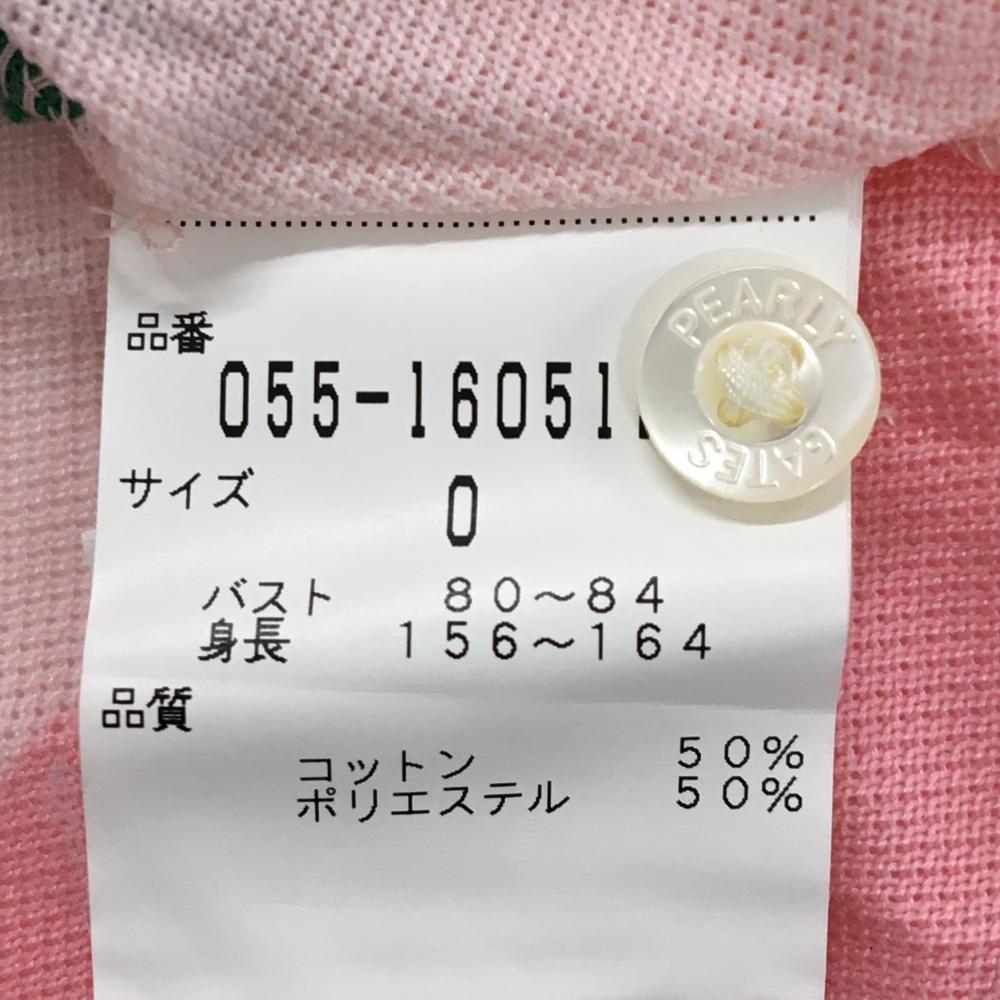 品番
055-16051
サイズ
0
バスト 80～84
身長 156～164
品質
コットン 50%
ポリエステル 50%
PEARLY
GATES